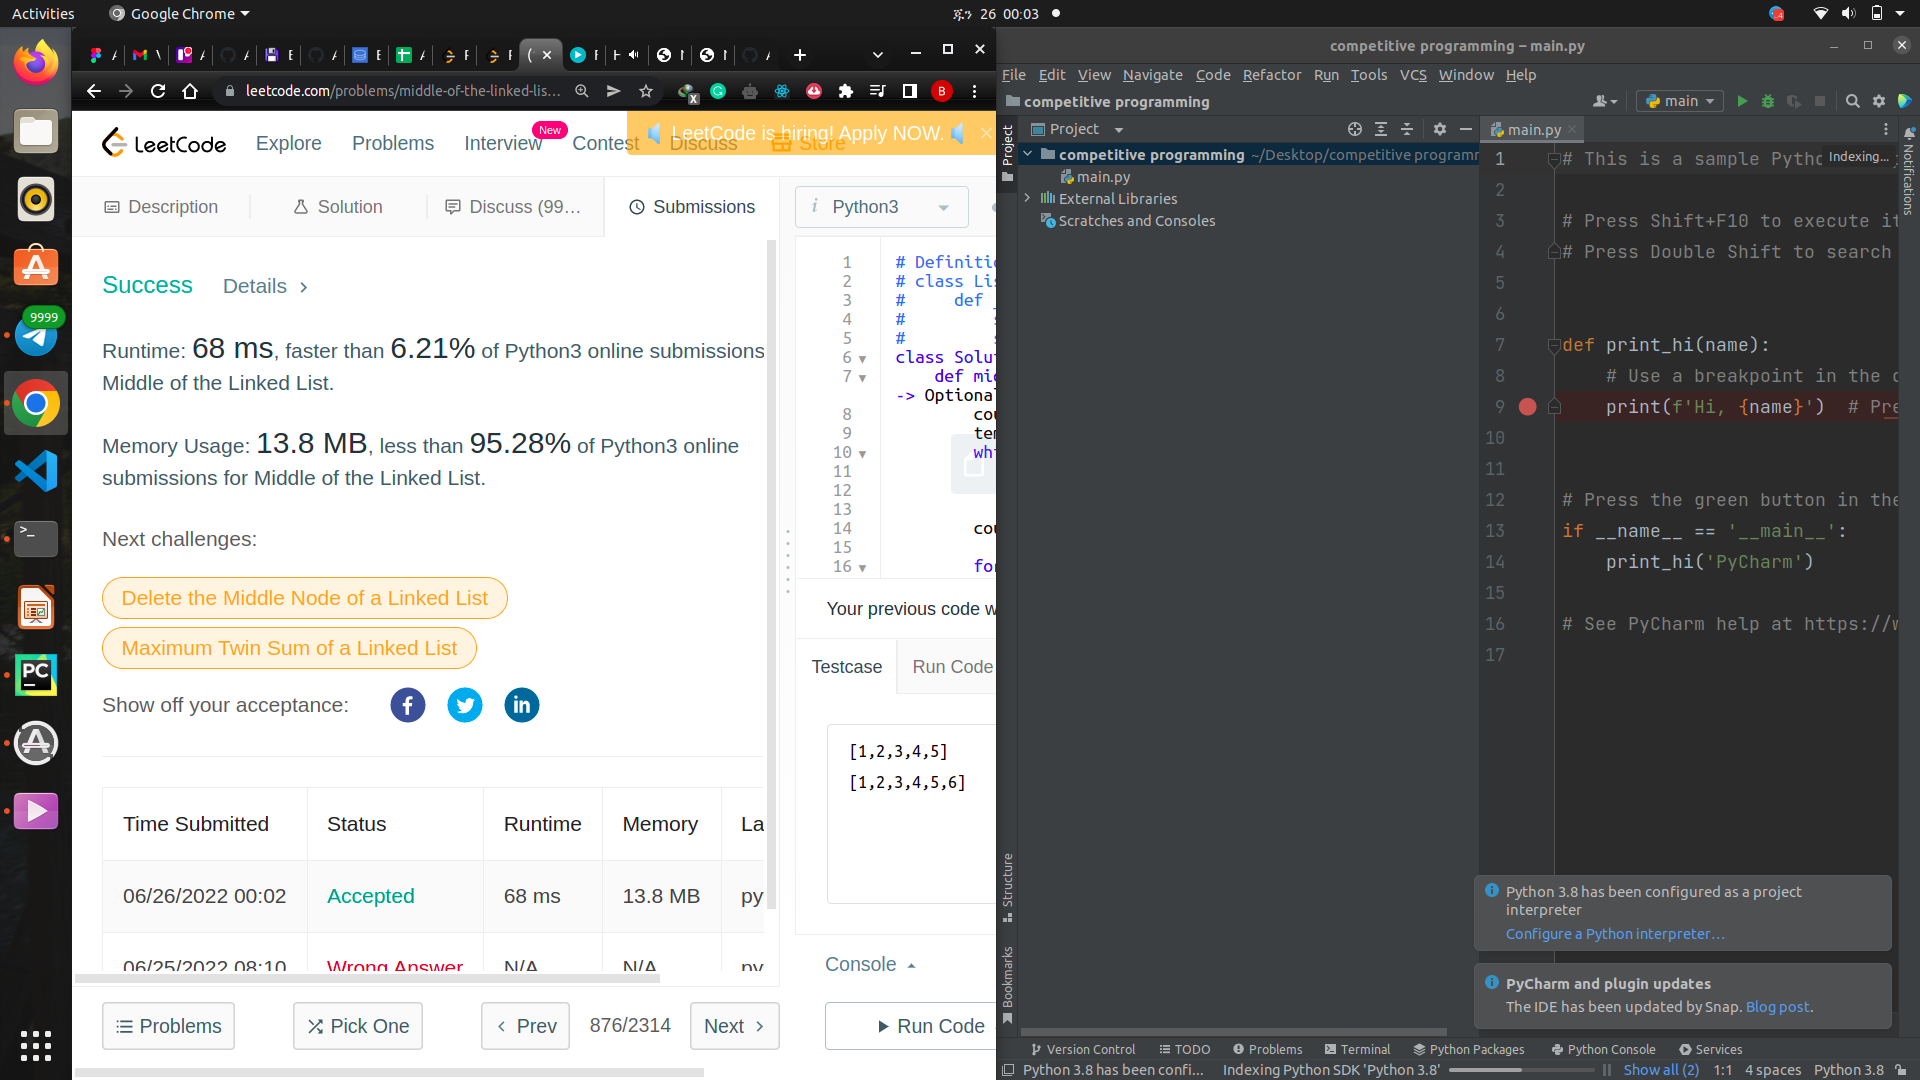 Activities
Google Chrome
ጁን 26 00:03
leetcode.com/problems/middle-of-the-linked-lis...
B
LeetCode
Explore
Problems
Interview
New
Contest
Discuss
Store
LeetCode is hiring! Apply NOW.
Description
Solution
Discuss (99...
Submissions
Python3
Success
Details
Runtime: 68 ms, faster than 6.21% of Python3 online submissions
Middle of the Linked List.
Memory Usage: 13.8 MB, less than 95.28% of Python3 online
submissions for Middle of the Linked List.
Next challenges:
Delete the Middle Node of a Linked List
Maximum Twin Sum of a Linked List
Show off your acceptance:
Time Submitted Status Runtime Memory La
06/26/2022 00:02 Accepted 68 ms 13.8 MB py
06/25/2022 08:10 Wrong Answer N/A N/A py
Problems
Pick One
Prev
876/2314
Next
1 # Definitio
2 # class Lis
3 # def _
4 # s
5 # s
6 class Solut
7 def mid
-> Optional
8 cou
9 tem
10 whi
11
12
13
14 cou
15
16 for
Your previous code w
Testcase
Run Code
[1,2,3,4,5]
[1,2,3,4,5,6]
Console
Run Code
9999
competitive programming – main.py
File Edit View Navigate Code Refactor Run Tools VCS Window Help
competitive programming
main
Project
Project
main.py
competitive programming ~/Desktop/competitive programm
main.py
External Libraries
Scratches and Consoles
Structure
Bookmarks
Notifications
Indexing...
1 # This is a sample Pytho
2
3 # Press Shift+F10 to execute it
4 # Press Double Shift to search
5
6
7 def print_hi(name):
8 # Use a breakpoint in the c
9 print(f'Hi, {name}') # Pre
10
11
12 # Press the green button in the
13 if __name__ == '__main__':
14 print_hi('PyCharm')
15
16 # See PyCharm help at https://w
17
Python 3.8 has been configured as a project
interpreter
Configure a Python interpreter...
PyCharm and plugin updates
The IDE has been updated by Snap. Blog post.
Version Control TODO Problems Terminal Python Packages Python Console Services
Python 3.8 has been confi... Indexing Python SDK 'Python 3.8' Show all (2) 1:1 4 spaces Python 3.8